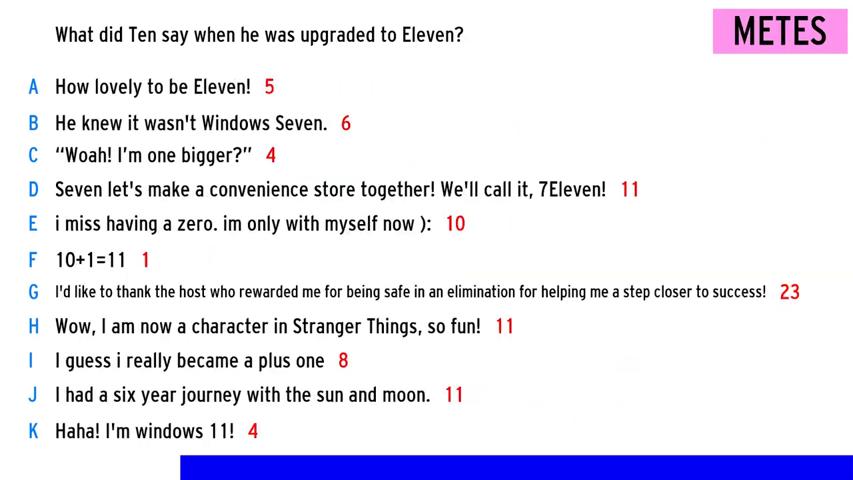 What did Ten say when he was upgraded to Eleven?
METES
A How lovely to be Eleven! 5
B He knew it wasn't Windows Seven. 6
C “Woah! I’m one bigger?” 4
D Seven let's make a convenience store together! We'll call it, 7Eleven! 11
E i miss having a zero. im only with myself now ): 10
F 10+1=11 1
G I'd like to thank the host who rewarded me for being safe in an elimination for helping me a step closer to success! 23
H Wow, I am now a character in Stranger Things, so fun! 11
I I guess i really became a plus one 8
J I had a six year journey with the sun and moon. 11
K Haha! I'm windows 11! 4